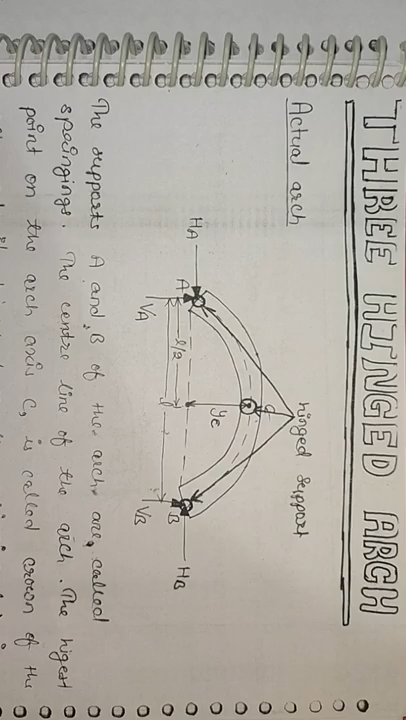 THREE HINGED ARCH
Actual arch
hinged support
C
HA
A
yc
B
HB
VA
l/2
l
VB
The supports A and B of the arch are called
spaingings. The centre line of the arch. The higest
point on the arch axis C, is called crown of the